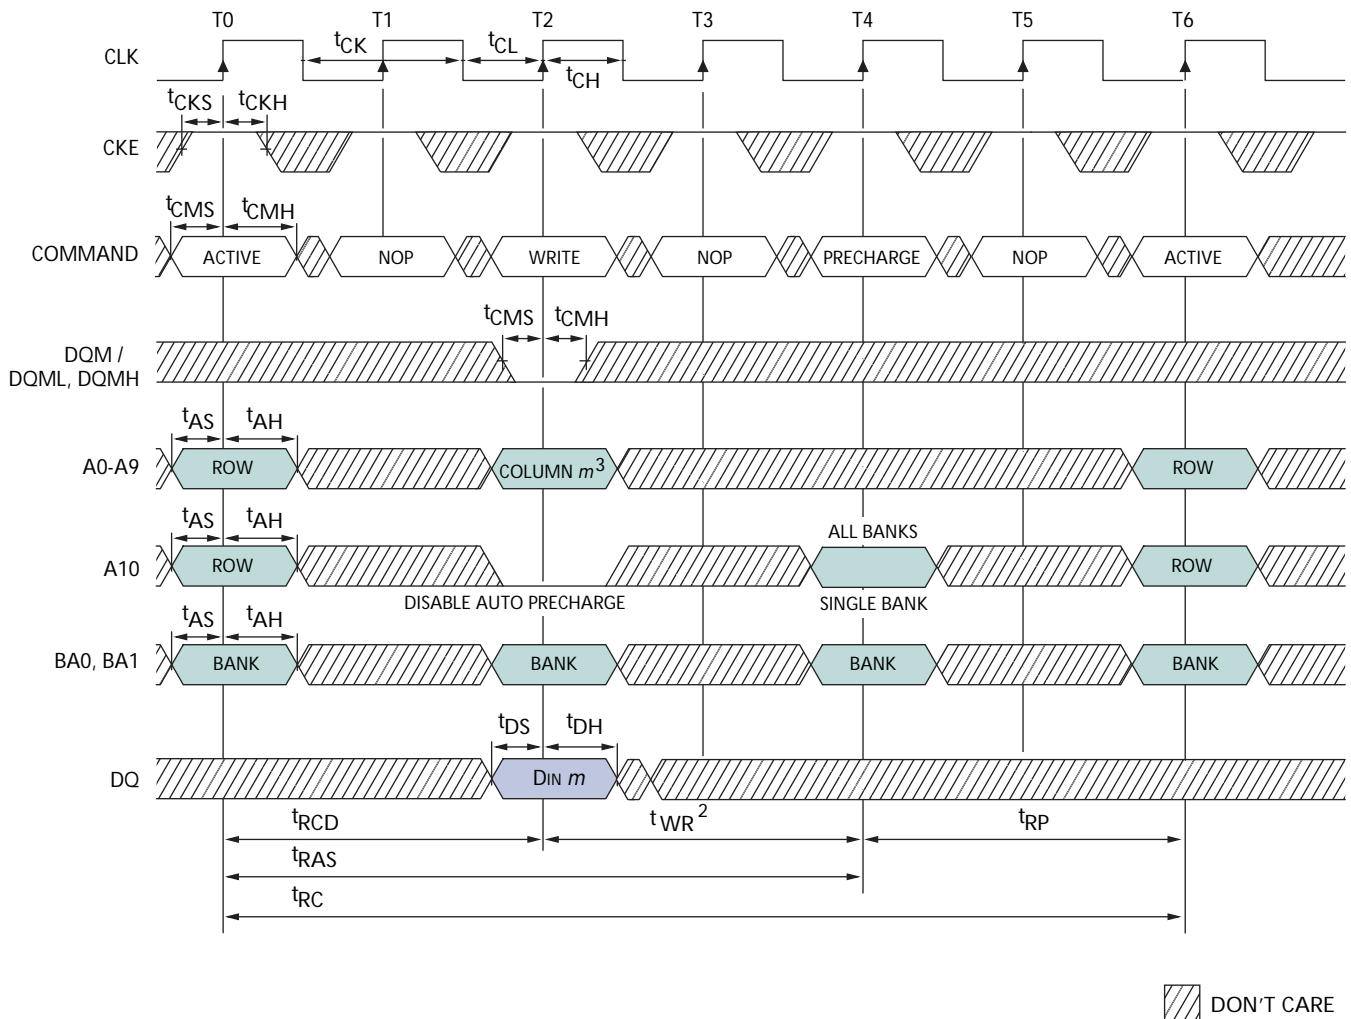 T0 T1 T2 T3 T4 T5 T6
CLK
tCK tCL
tCH
tCKS tCKH
CKE
tCMS tCMH
COMMAND ACTIVE NOP WRITE NOP PRECHARGE NOP ACTIVE
tCMS tCMH
DQM /
DQML, DQMH
tAS tAH
A0-A9 ROW COLUMN m3 ROW
tAS tAH
ALL BANKS
A10 ROW ROW
DISABLE AUTO PRECHARGE SINGLE BANK
tAS tAH
BA0, BA1 BANK BANK BANK BANK
tDS tDH
DQ DIN m
tRCD tWR2 tRP
tRAS
tRC
DON'T CARE